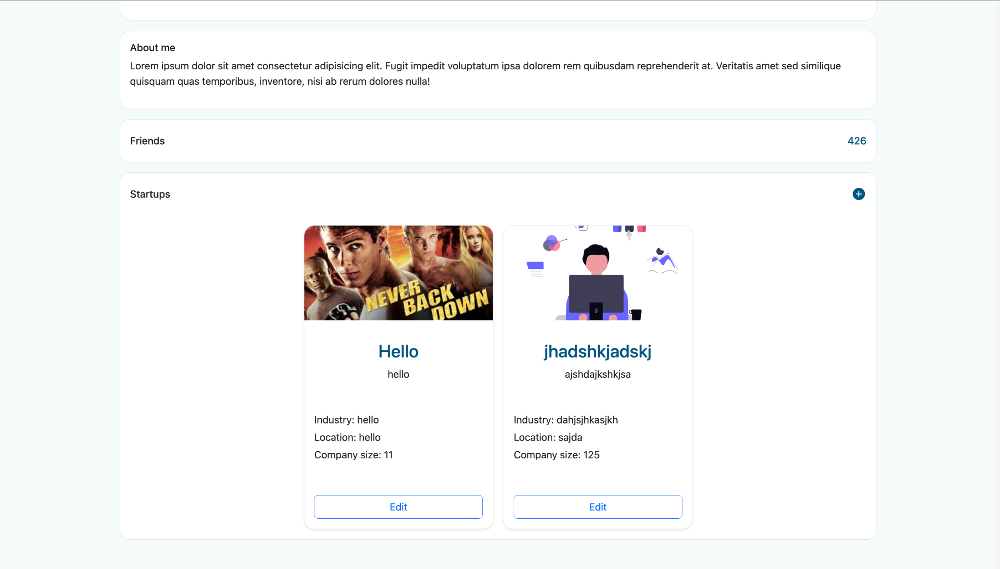 About me
Lorem ipsum dolor sit amet consectetur adipisicing elit. Fugit impedit voluptatum ipsa dolorem rem quibusdam reprehenderit at. Veritatis amet sed similique
quisquam quas temporibus, inventore, nisi ab rerum dolores nulla!
Friends
426
Startups
NEVER
BACK
DOWN
Hello
hello
Industry: hello
Location: hello
Company size: 11
Edit
jhadshkjadskj
ajshdajkshkjsa
Industry: dahjsjhkasjkh
Location: sajda
Company size: 125
Edit